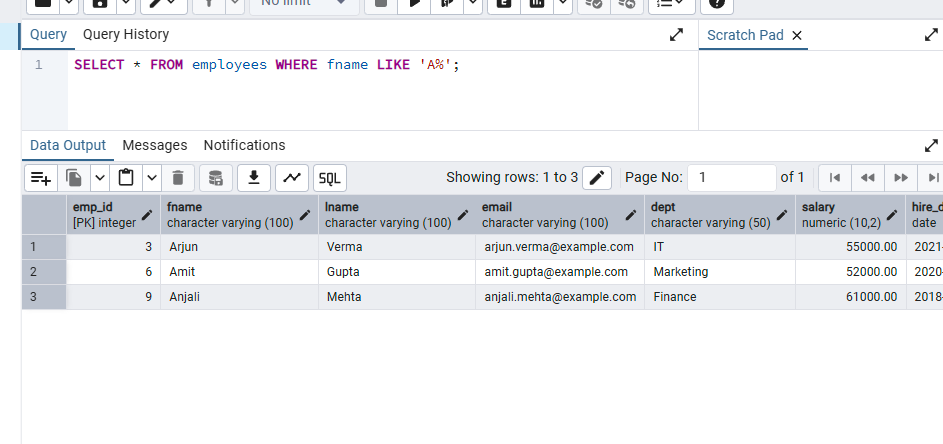 No limit
Query Query History Scratch Pad
1 SELECT * FROM employees WHERE fname LIKE 'A%';
Data Output Messages Notifications
SQL Showing rows: 1 to 3 Page No: 1 of 1
emp_id fname lname email dept salary hire_d
[PK] integer character varying (100) character varying (100) character varying (100) character varying (50) numeric (10,2) date
1 3 Arjun Verma arjun.verma@example.com IT 55000.00 2021-
2 6 Amit Gupta amit.gupta@example.com Marketing 52000.00 2020-
3 9 Anjali Mehta anjali.mehta@example.com Finance 61000.00 2018-